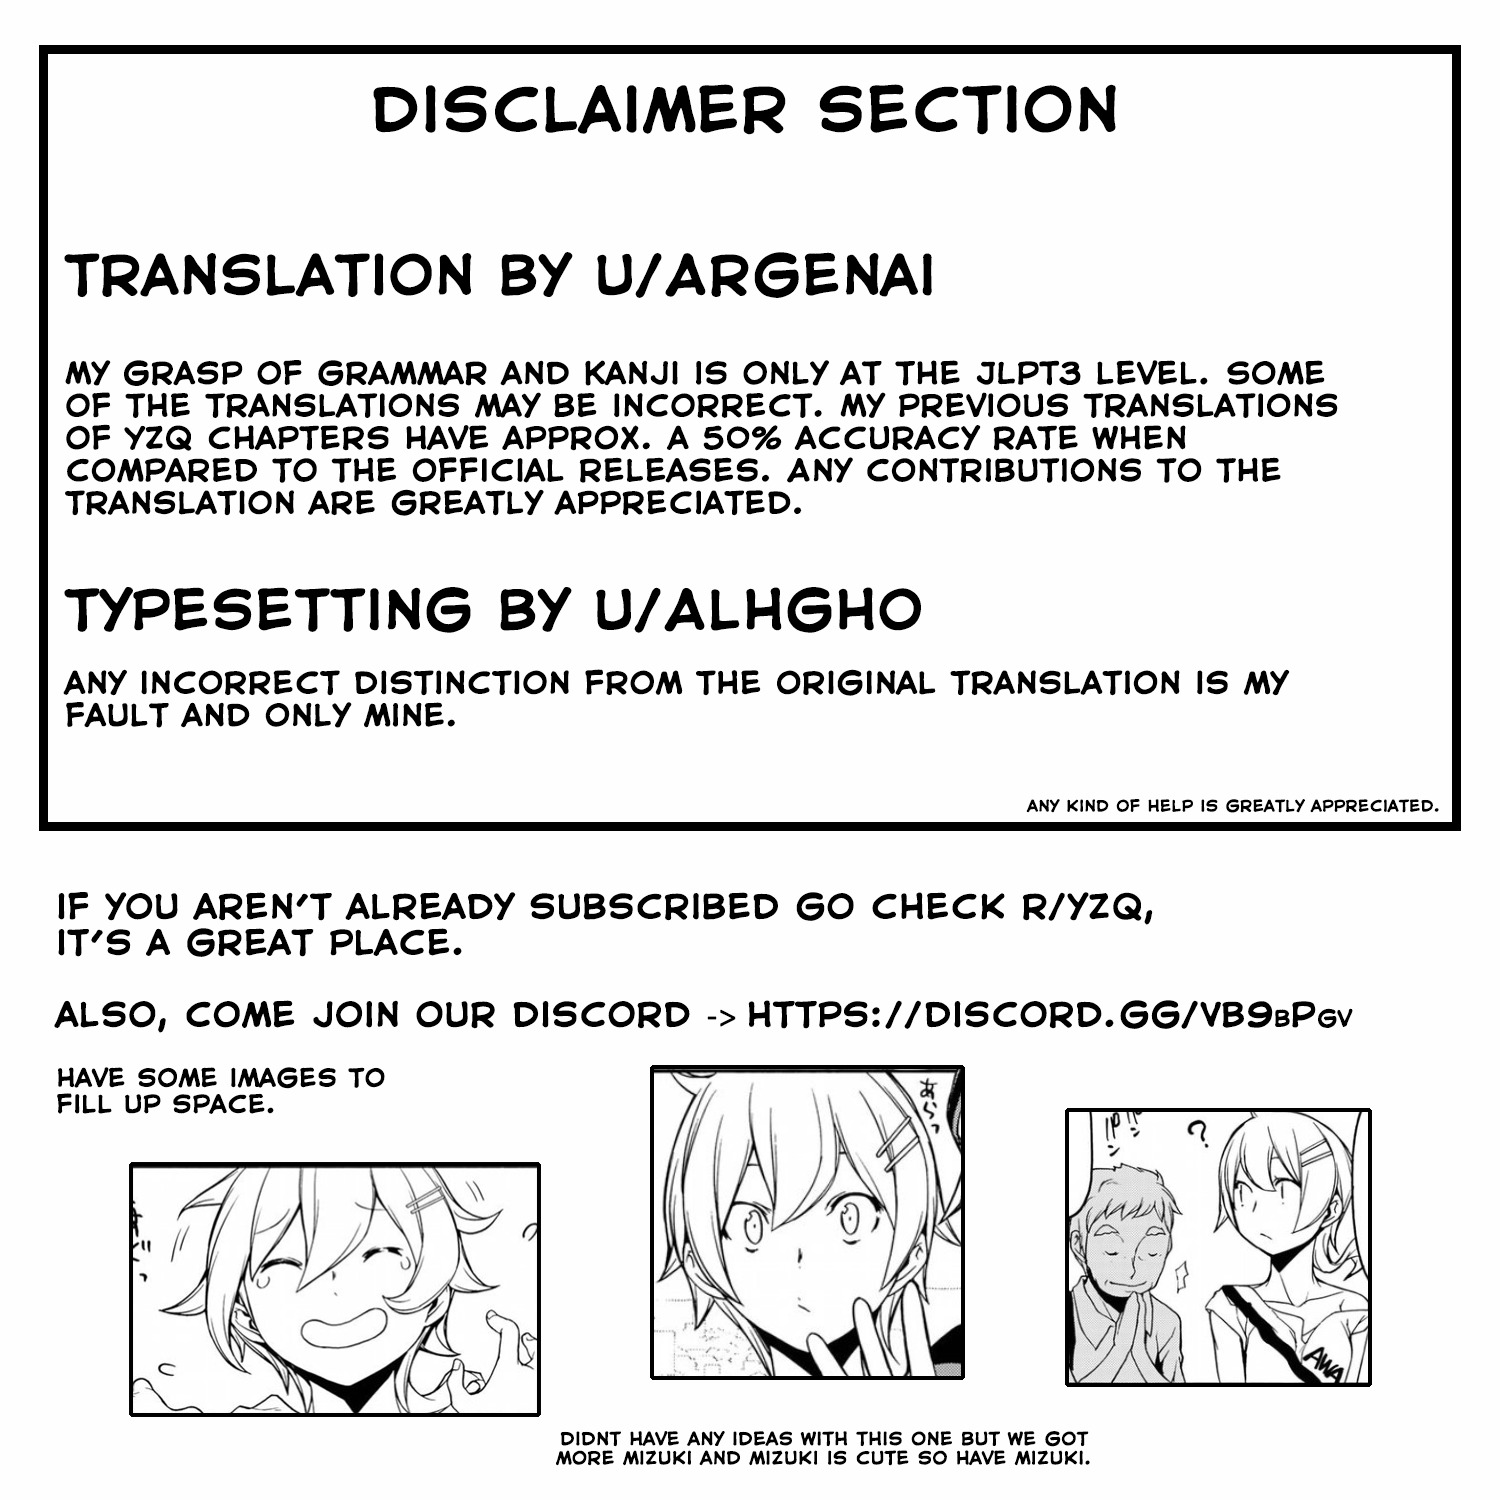 DISCLAIMER SECTION
TRANSLATION BY U/ARGENAI
MY GRASP OF GRAMMAR AND KANJI IS ONLY AT THE JLPT3 LEVEL. SOME
OF THE TRANSLATIONS MAY BE INCORRECT. MY PREVIOUS TRANSLATIONS
OF YZQ CHAPTERS HAVE APPROX. A 50% ACCURACY RATE WHEN
COMPARED TO THE OFFICIAL RELEASES. ANY CONTRIBUTIONS TO THE
TRANSLATION ARE GREATLY APPRECIATED.
TYPESETTING BY U/ALHGHO
ANY INCORRECT DISTINCTION FROM THE ORIGINAL TRANSLATION IS MY
FAULT AND ONLY MINE.
ANY KIND OF HELP IS GREATLY APPRECIATED.
IF YOU AREN'T ALREADY SUBSCRIBED GO CHECK R/YZQ,
IT'S A GREAT PLACE.
ALSO, COME JOIN OUR DISCORD -> HTTPS://DISCORD.GG/VB9BPGV
HAVE SOME IMAGES TO
FILL UP SPACE.
あらっ
?
AWA
DIDNT HAVE ANY IDEAS WITH THIS ONE BUT WE GOT
MORE MIZUKI AND MIZUKI IS CUTE SO HAVE MIZUKI.